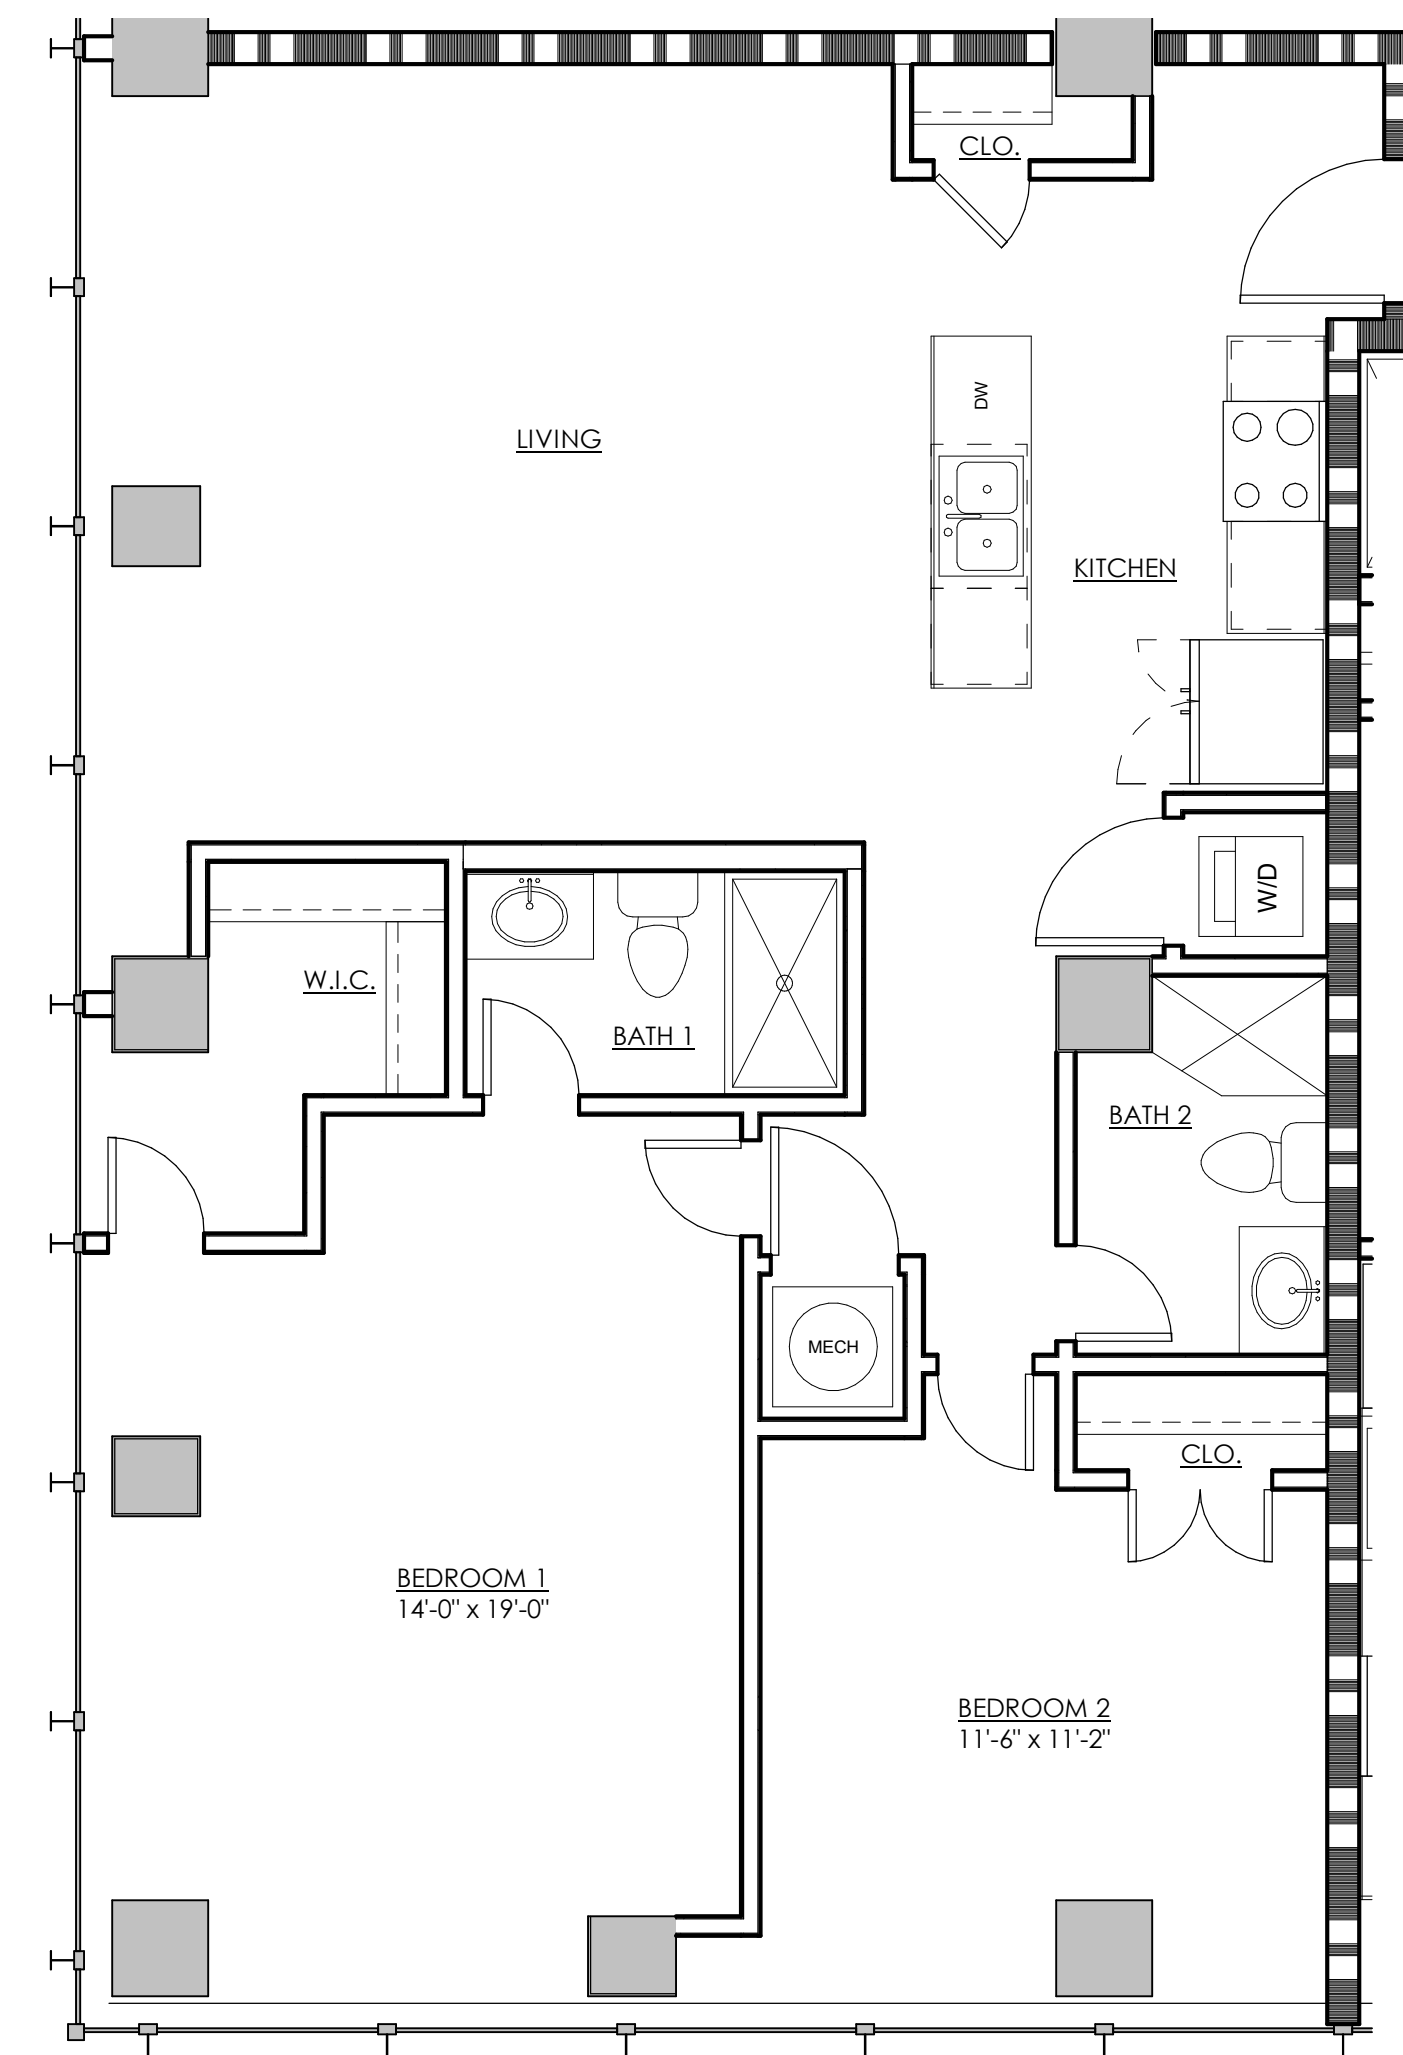 CLO.
DW
LIVING
KITCHEN
W/D
W.I.C.
BATH 1
BATH 2
MECH
CLO.
BEDROOM 1
14'-0" x 19'-0"
BEDROOM 2
11'-6" x 11'-2"